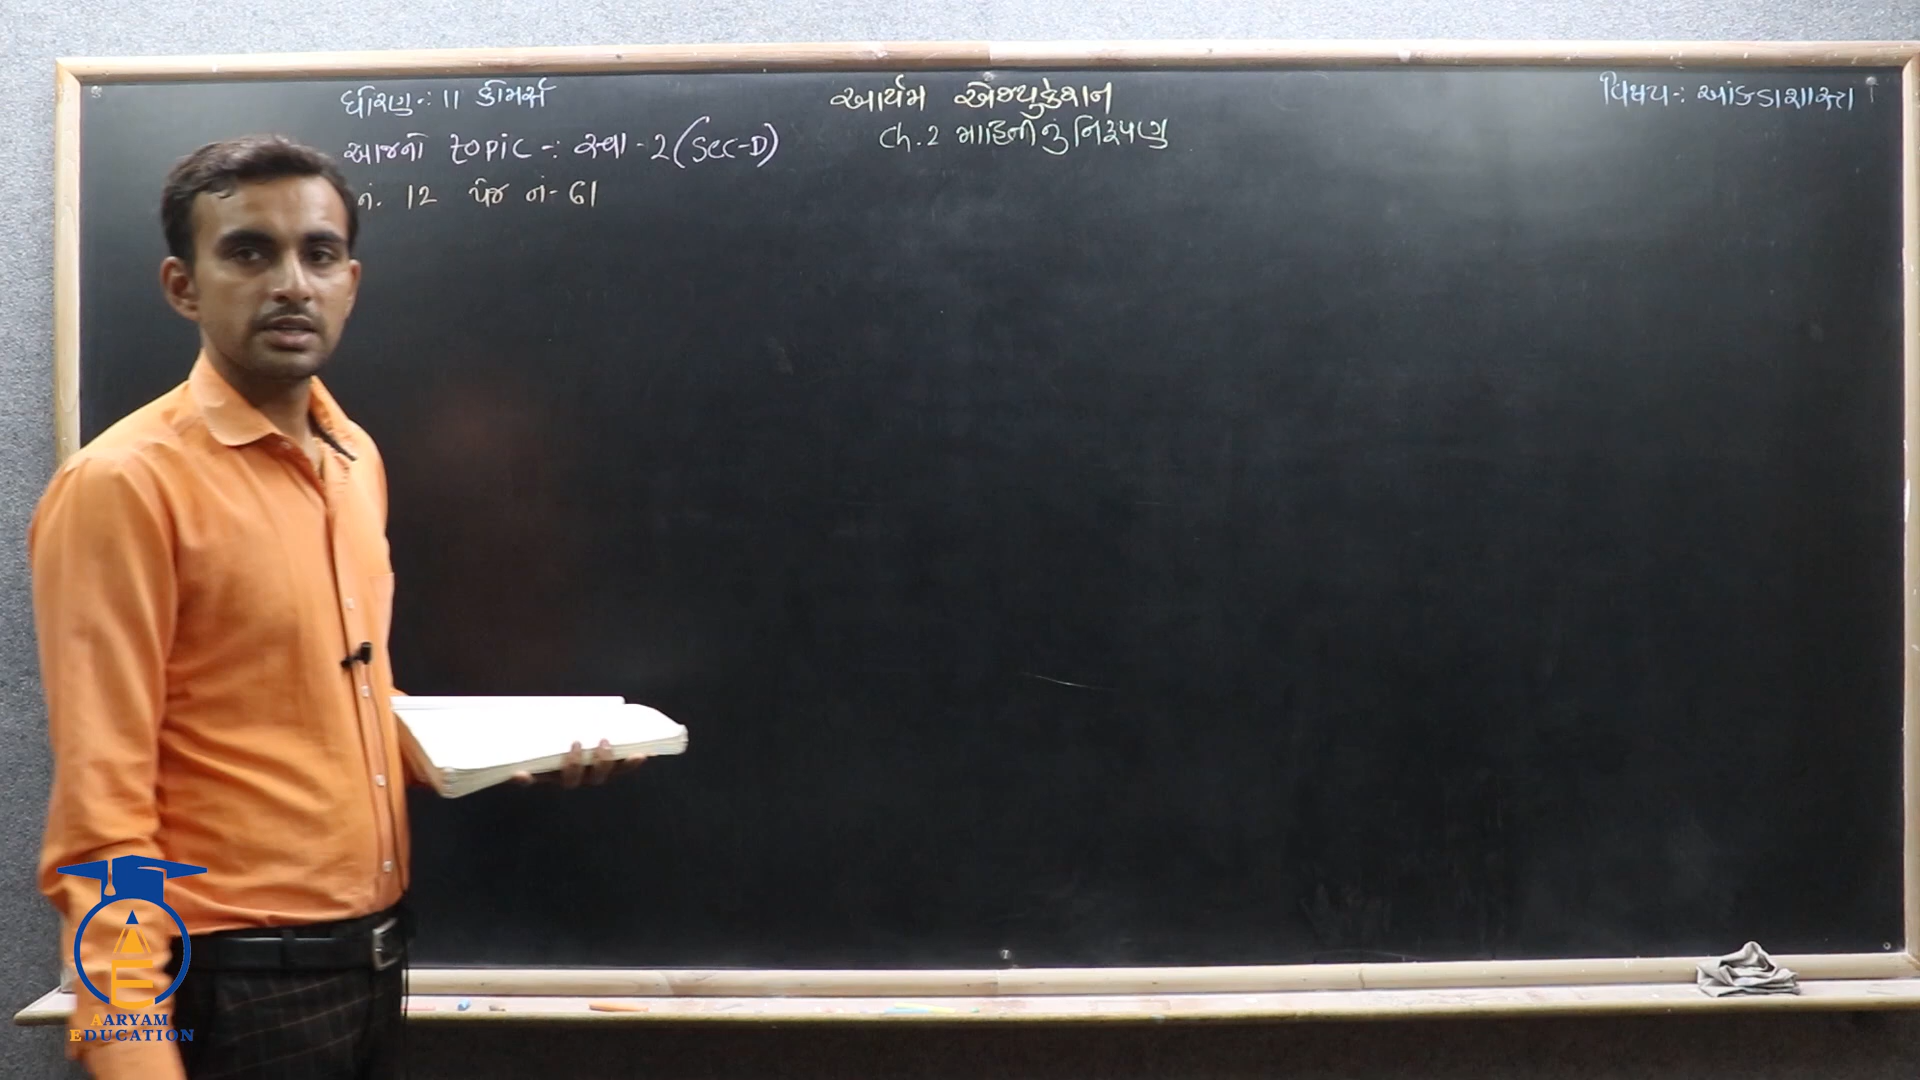 ધોરણ :- 11 કોમર્સ
આર્યમ એજ્યુકેશન
વિષય :- આંકડાશાસ્ત્ર
આજનો topic :- સ્વા - 2 (Sec-D)
Ch. 2 માહિતીનું નિરૂપણ
નં. 12 પેજ નં - 61
AARYAM
EDUCATION